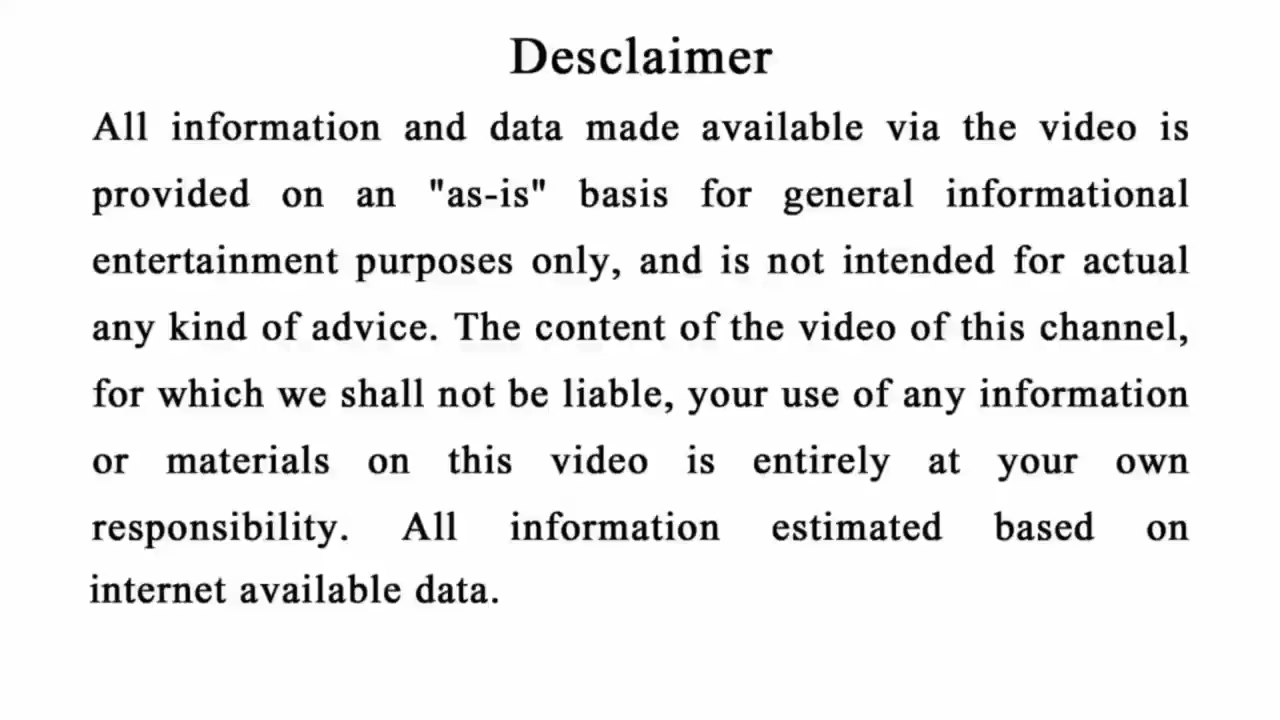 Desclaimer
All information and data made available via the video is
provided on an "as-is" basis for general informational
entertainment purposes only, and is not intended for actual
any kind of advice. The content of the video of this channel,
for which we shall not be liable, your use of any information
or materials on this video is entirely at your own
responsibility. All information estimated based on
internet available data.